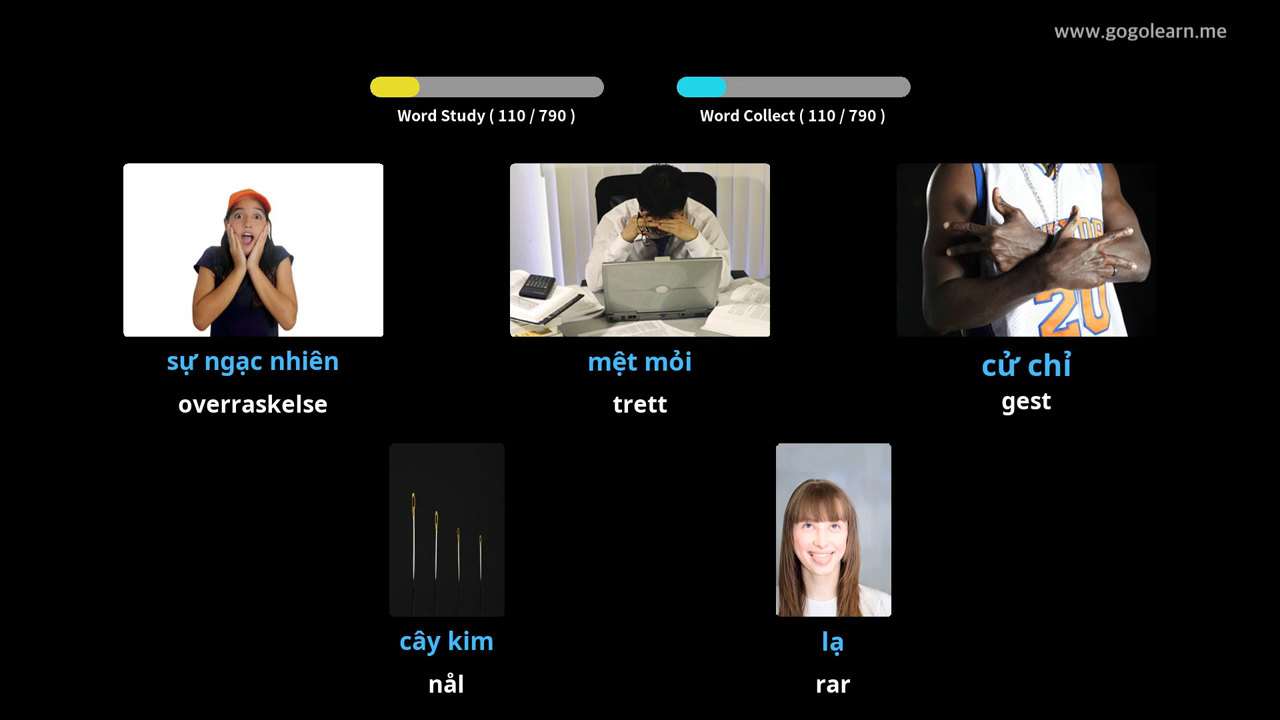 www.gogolearn.me
Word Study ( 110 / 790 )
Word Collect ( 110 / 790 )
sự ngạc nhiên
overraskelse
mệt mỏi
trett
20
cử chỉ
gest
cây kim
nål
lạ
rar